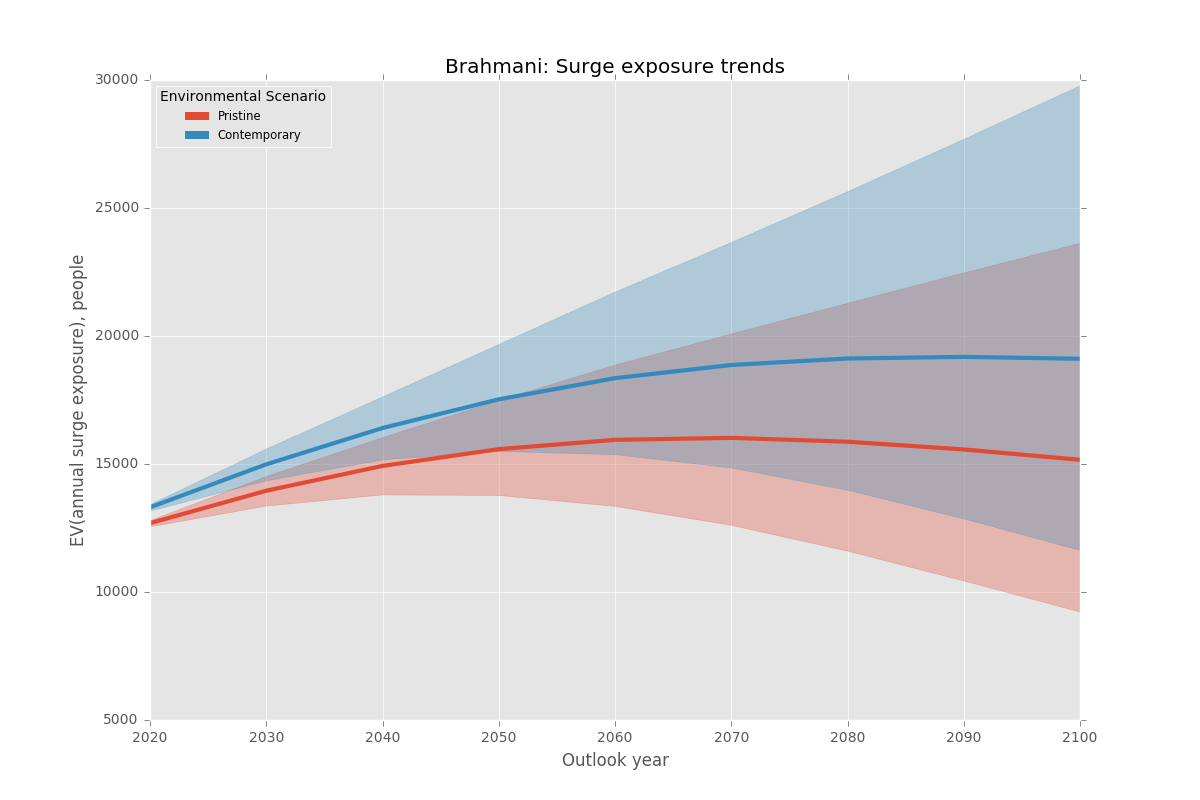 Brahmani: Surge exposure trends
Environmental Scenario
Pristine
Contemporary
EV(annual surge exposure), people
30000
25000
20000
15000
10000
5000
2020 2030 2040 2050 2060 2070 2080 2090 2100
Outlook year